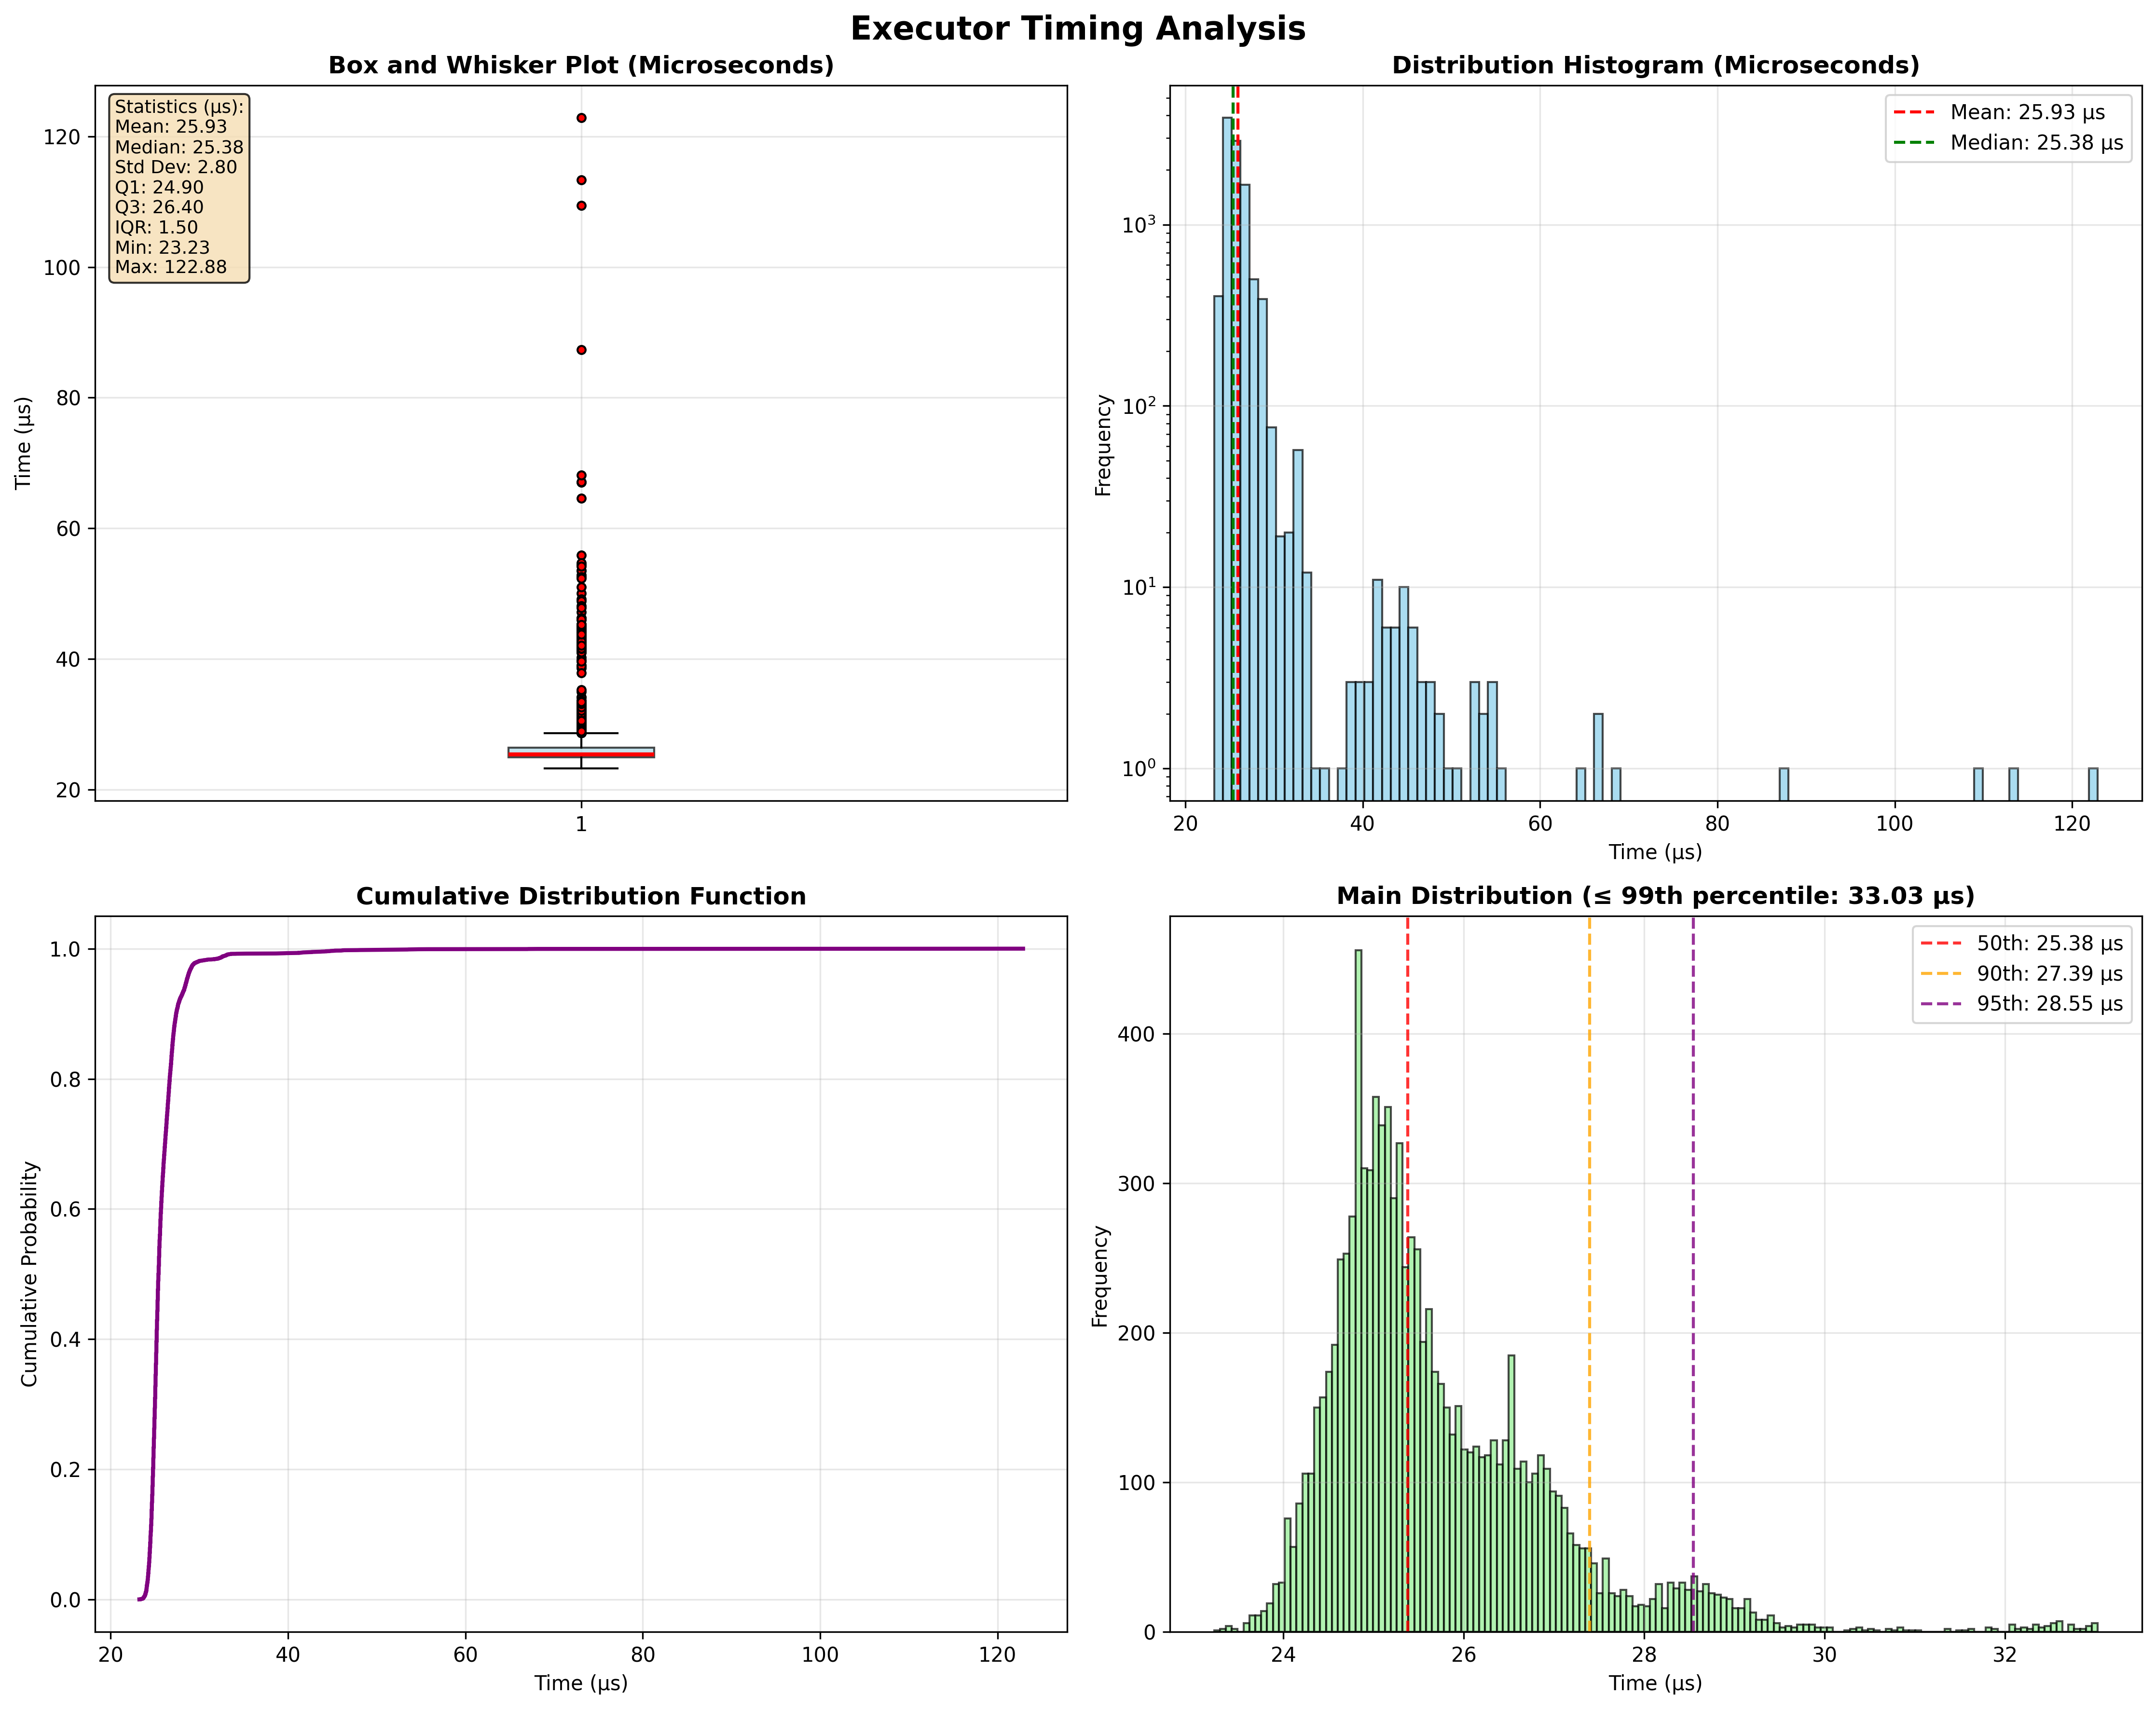 Executor Timing Analysis
Box and Whisker Plot (Microseconds)
Statistics (µs):
Mean: 25.93
Median: 25.38
Std Dev: 2.80
Q1: 24.90
Q3: 26.40
IQR: 1.50
Min: 23.23
Max: 122.88
120
100
80
60
40
20
Time (µs)
1
Distribution Histogram (Microseconds)
Mean: 25.93 µs
Median: 25.38 µs
10³
10²
10¹
10⁰
Frequency
20 40 60 80 100 120
Time (µs)
Cumulative Distribution Function
1.0
0.8
0.6
0.4
0.2
0.0
Cumulative Probability
20 40 60 80 100 120
Time (µs)
Main Distribution (≤ 99th percentile: 33.03 µs)
50th: 25.38 µs
90th: 27.39 µs
95th: 28.55 µs
400
300
200
100
0
Frequency
24 26 28 30 32
Time (µs)